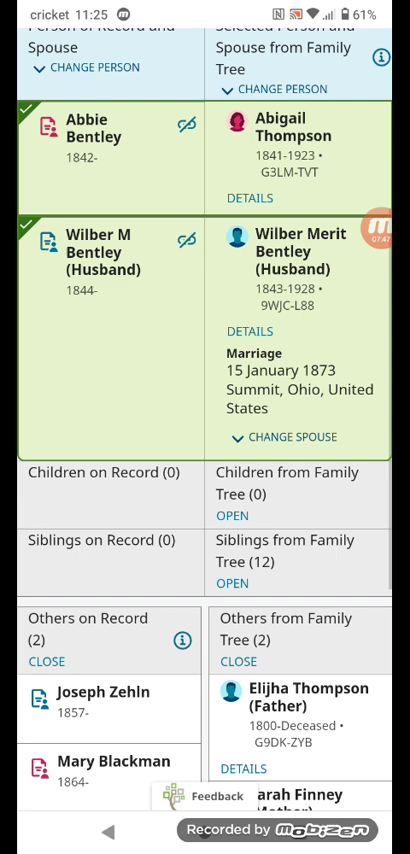 cricket 11:25
61%
Person of Record and
Spouse
CHANGE PERSON
Selected Person and
Spouse from Family
Tree
CHANGE PERSON
Abbie
Bentley
1842-
Abigail
Thompson
1841-1923 •
G3LM-TVT
DETAILS
Wilber M
Bentley
(Husband)
1844-
Wilber Merit
Bentley
(Husband)
1843-1928 •
9WJC-L88
DETAILS
Marriage
15 January 1873
Summit, Ohio, United
States
CHANGE SPOUSE
07:47
Children on Record (0)
Children from Family
Tree (0)
OPEN
Siblings on Record (0)
Siblings from Family
Tree (12)
OPEN
Others on Record
(2)
CLOSE
Others from Family
Tree (2)
CLOSE
Joseph Zehln
1857-
Elijha Thompson
(Father)
1800-Deceased •
G9DK-ZYB
DETAILS
Mary Blackman
1864-
arah Finney
Feedback
Recorded by mobizen